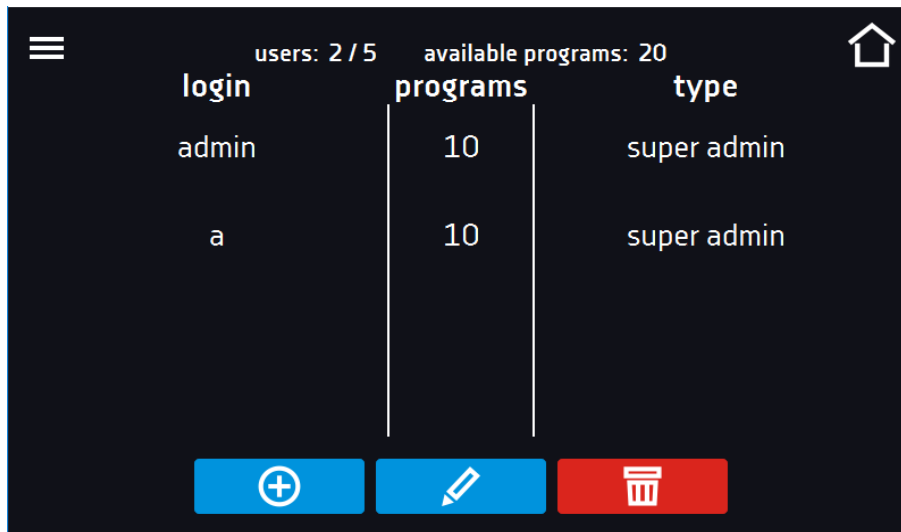 users: 2 / 5 available programs: 20
login programs type
admin 10 super admin
a 10 super admin